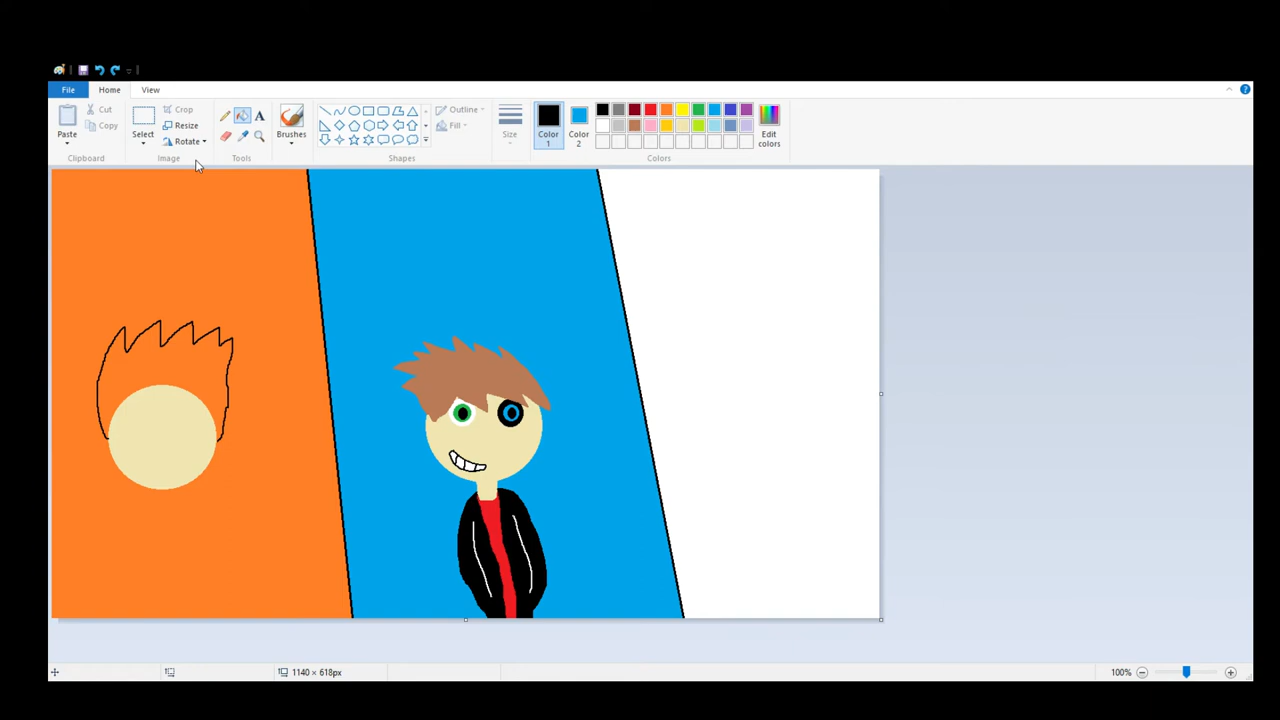 File Home View
Paste Cut Copy Clipboard
Select Crop Resize Rotate Image
A Tools
Brushes
Outline Fill Shapes
Size
Color 1 Color 2 Edit colors Colors
1140 × 618px
100%